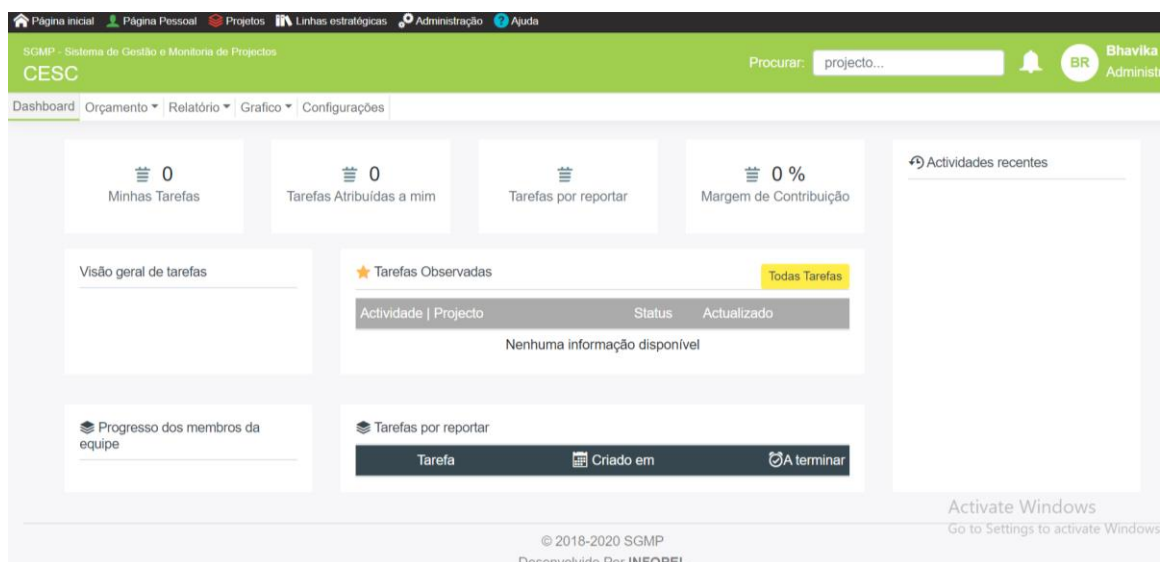 Página inicial Página Pessoal Projetos Linhas estratégicas Administração Ajuda
SGMP - Sistema de Gestão e Monitoria de Projectos
CESC
Procurar: projecto...
BR
Bhavika
Administ
Dashboard Orçamento Relatório Grafico Configurações
0
Minhas Tarefas
0
Tarefas Atribuídas a mim
Tarefas por reportar
0 %
Margem de Contribuição
Actividades recentes
Visão geral de tarefas
Tarefas Observadas
Todas Tarefas
Actividade | Projecto Status Actualizado
Nenhuma informação disponível
Progresso dos membros da
equipe
Tarefas por reportar
Tarefa Criado em A terminar
Activate Windows
Go to Settings to activate Windows
© 2018-2020 SGMP
Desenvolvido Por